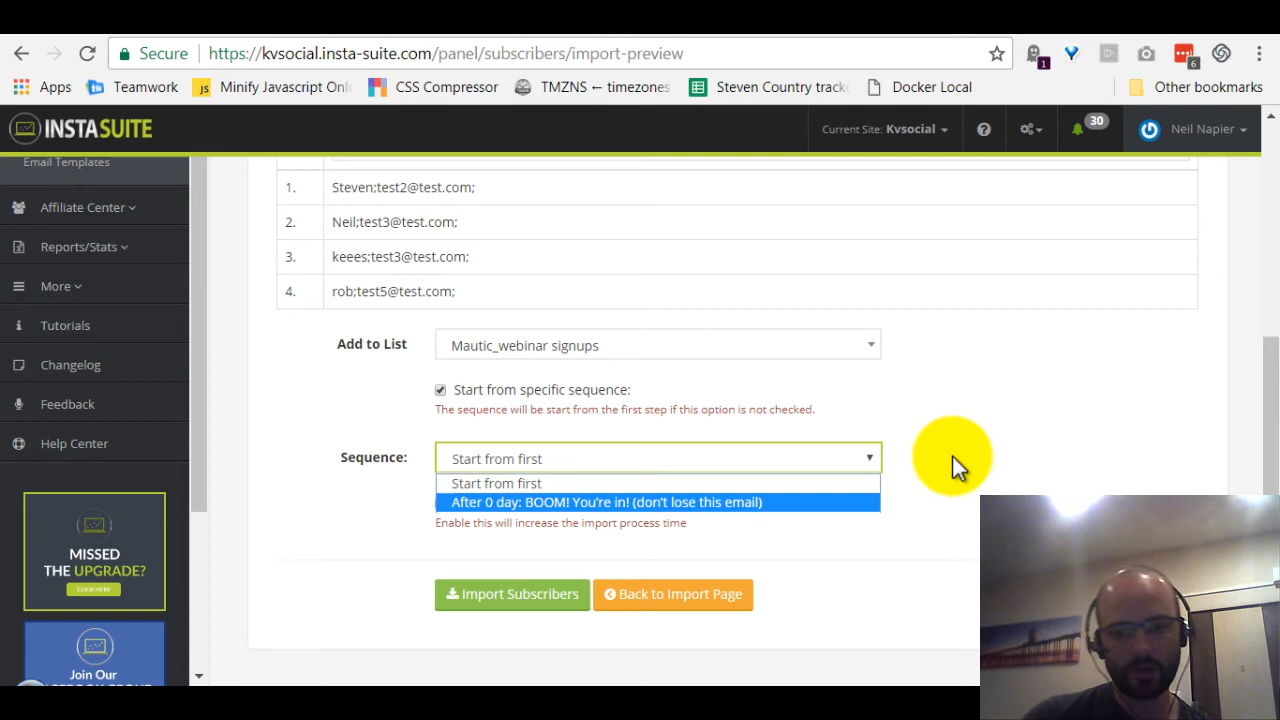 Secure https://kvsocial.insta-suite.com/panel/subscribers/import-preview
1 6
Apps Teamwork JS Minify Javascript Onli CSS Compressor TMZNS ← timezones Steven Country track Docker Local Other bookmarks
INSTASUITE Current Site: Kvsocial 30 Neil Napier
Email Templates
Affiliate Center
Reports/Stats
More
Tutorials
Changelog
Feedback
Help Center
MISSED
THE UPGRADE?
CLICK HERE
Join Our
1. Steven;test2@test.com;
2. Neil;test3@test.com;
3. keees;test3@test.com;
4. rob;test5@test.com;
Add to List Mautic_webinar signups
Start from specific sequence:
The sequence will be start from the first step if this option is not checked.
Sequence: Start from first
Start from first
After 0 day: BOOM! You're in! (don't lose this email)
Enable this will increase the import process time
Import Subscribers Back to Import Page